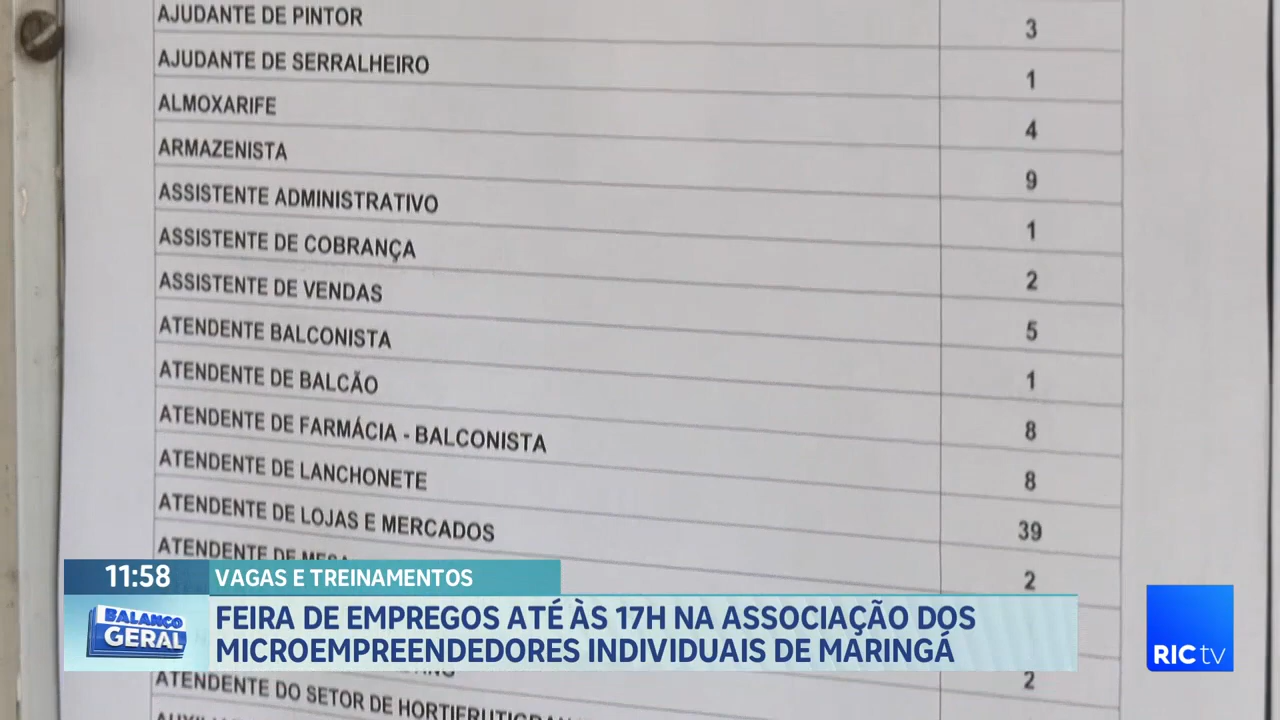 AJUDANTE DE PINTOR 3
AJUDANTE DE SERRALHEIRO 1
ALMOXARIFE 4
ARMAZENISTA 9
ASSISTENTE ADMINISTRATIVO 1
ASSISTENTE DE COBRANÇA 2
ASSISTENTE DE VENDAS 5
ATENDENTE BALCONISTA 1
ATENDENTE DE BALCÃO 8
ATENDENTE DE FARMÁCIA - BALCONISTA 8
ATENDENTE DE LANCHONETE 39
ATENDENTE DE LOJAS E MERCADOS 2
ATENDENTE DE
11:58 VAGAS E TREINAMENTOS
BALANÇO GERAL
FEIRA DE EMPREGOS ATÉ ÀS 17H NA ASSOCIAÇÃO DOS
MICROEMPREENDEDORES INDIVIDUAIS DE MARINGÁ
RICtv
2
ATENDENTE DO SETOR DE